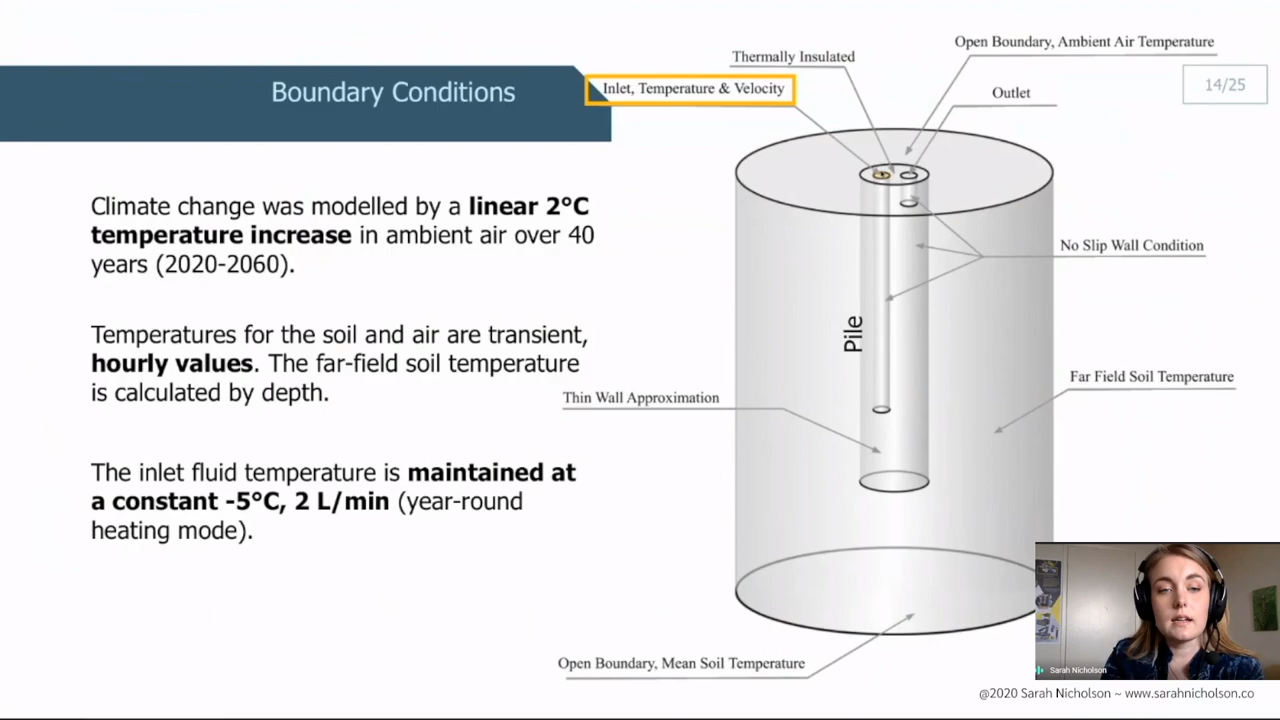 Boundary Conditions
Thermally Insulated
Open Boundary, Ambient Air Temperature
Inlet, Temperature & Velocity
Outlet
14/25
Climate change was modelled by a linear 2°C
temperature increase in ambient air over 40
years (2020-2060).
Temperatures for the soil and air are transient,
hourly values. The far-field soil temperature
is calculated by depth.
The inlet fluid temperature is maintained at
a constant -5°C, 2 L/min (year-round
heating mode).
No Slip Wall Condition
Pile
Far Field Soil Temperature
Thin Wall Approximation
Open Boundary, Mean Soil Temperature
Sarah Nicholson
@2020 Sarah Nicholson ~ www.sarahnicholson.co